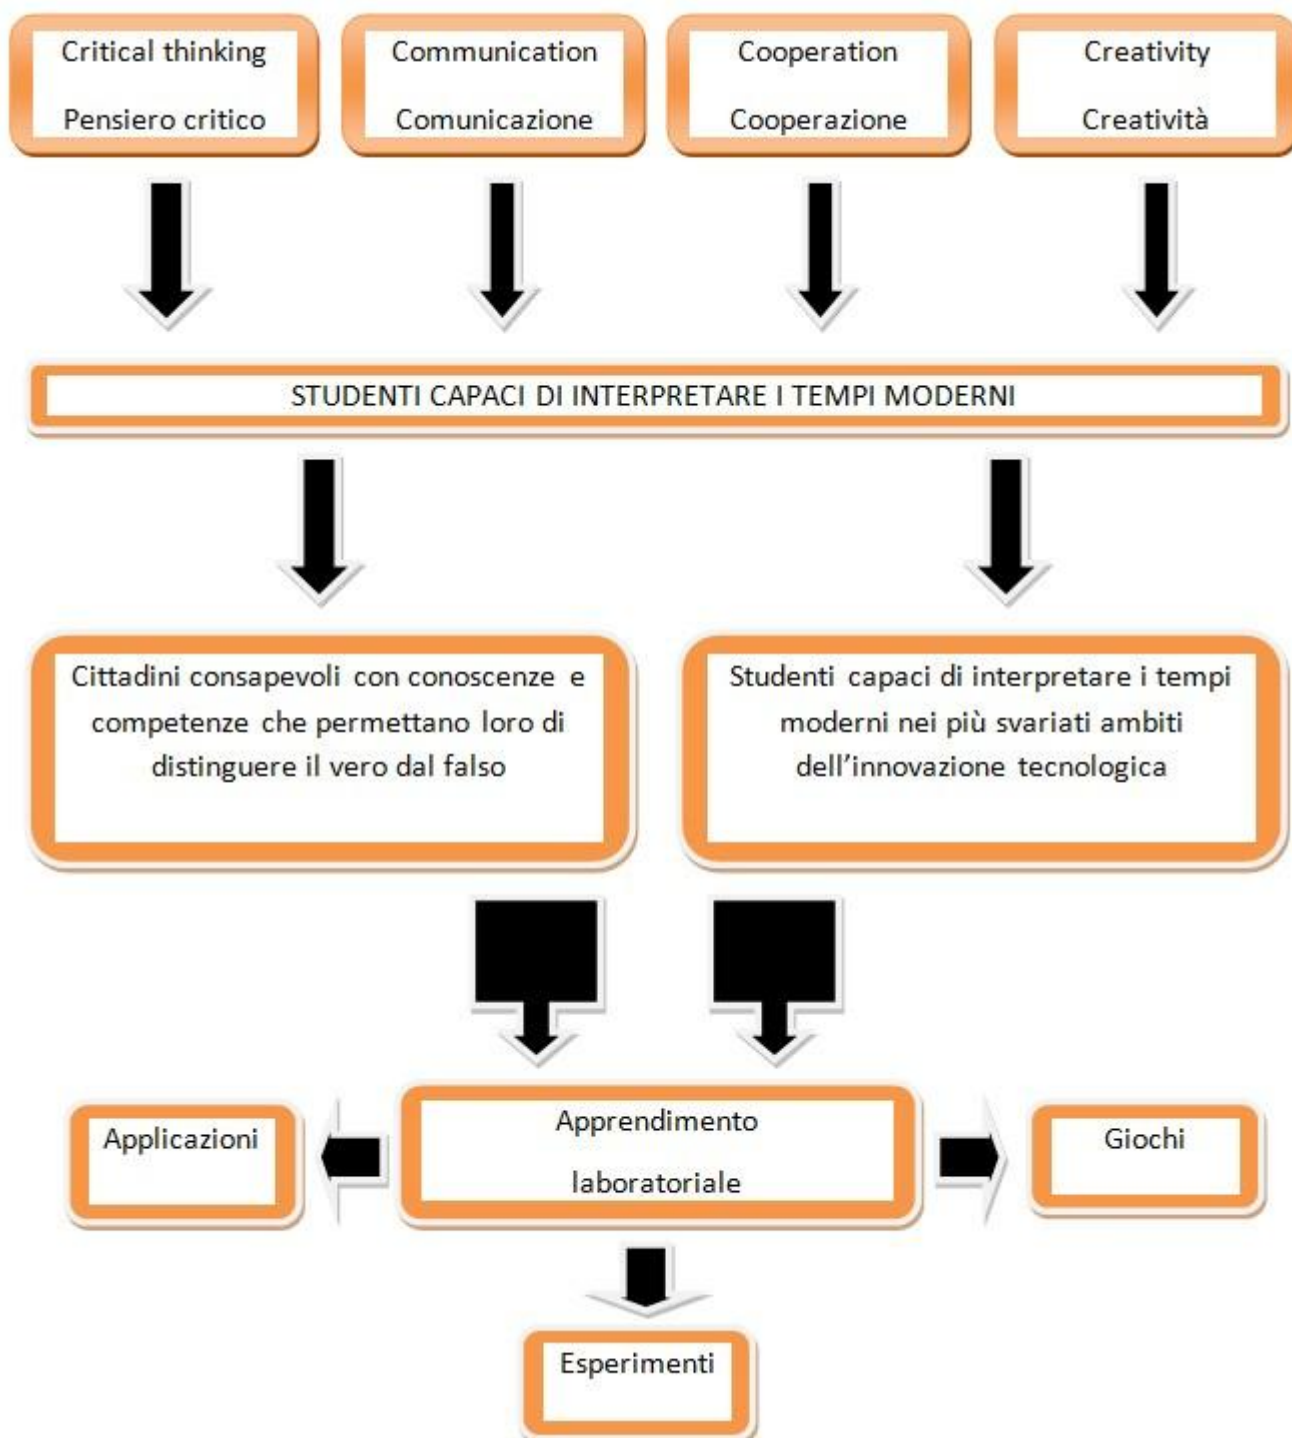 Critical thinking
Pensiero critico
Communication
Comunicazione
Cooperation
Cooperazione
Creativity
Creatività
STUDENTI CAPACI DI INTERPRETARE I TEMPI MODERNI
Cittadini consapevoli con conoscenze e
competenze che permettano loro di
distinguere il vero dal falso
Studenti capaci di interpretare i tempi
moderni nei più svariati ambiti
dell’innovazione tecnologica
Applicazioni
Apprendimento
laboratoriale
Giochi
Esperimenti